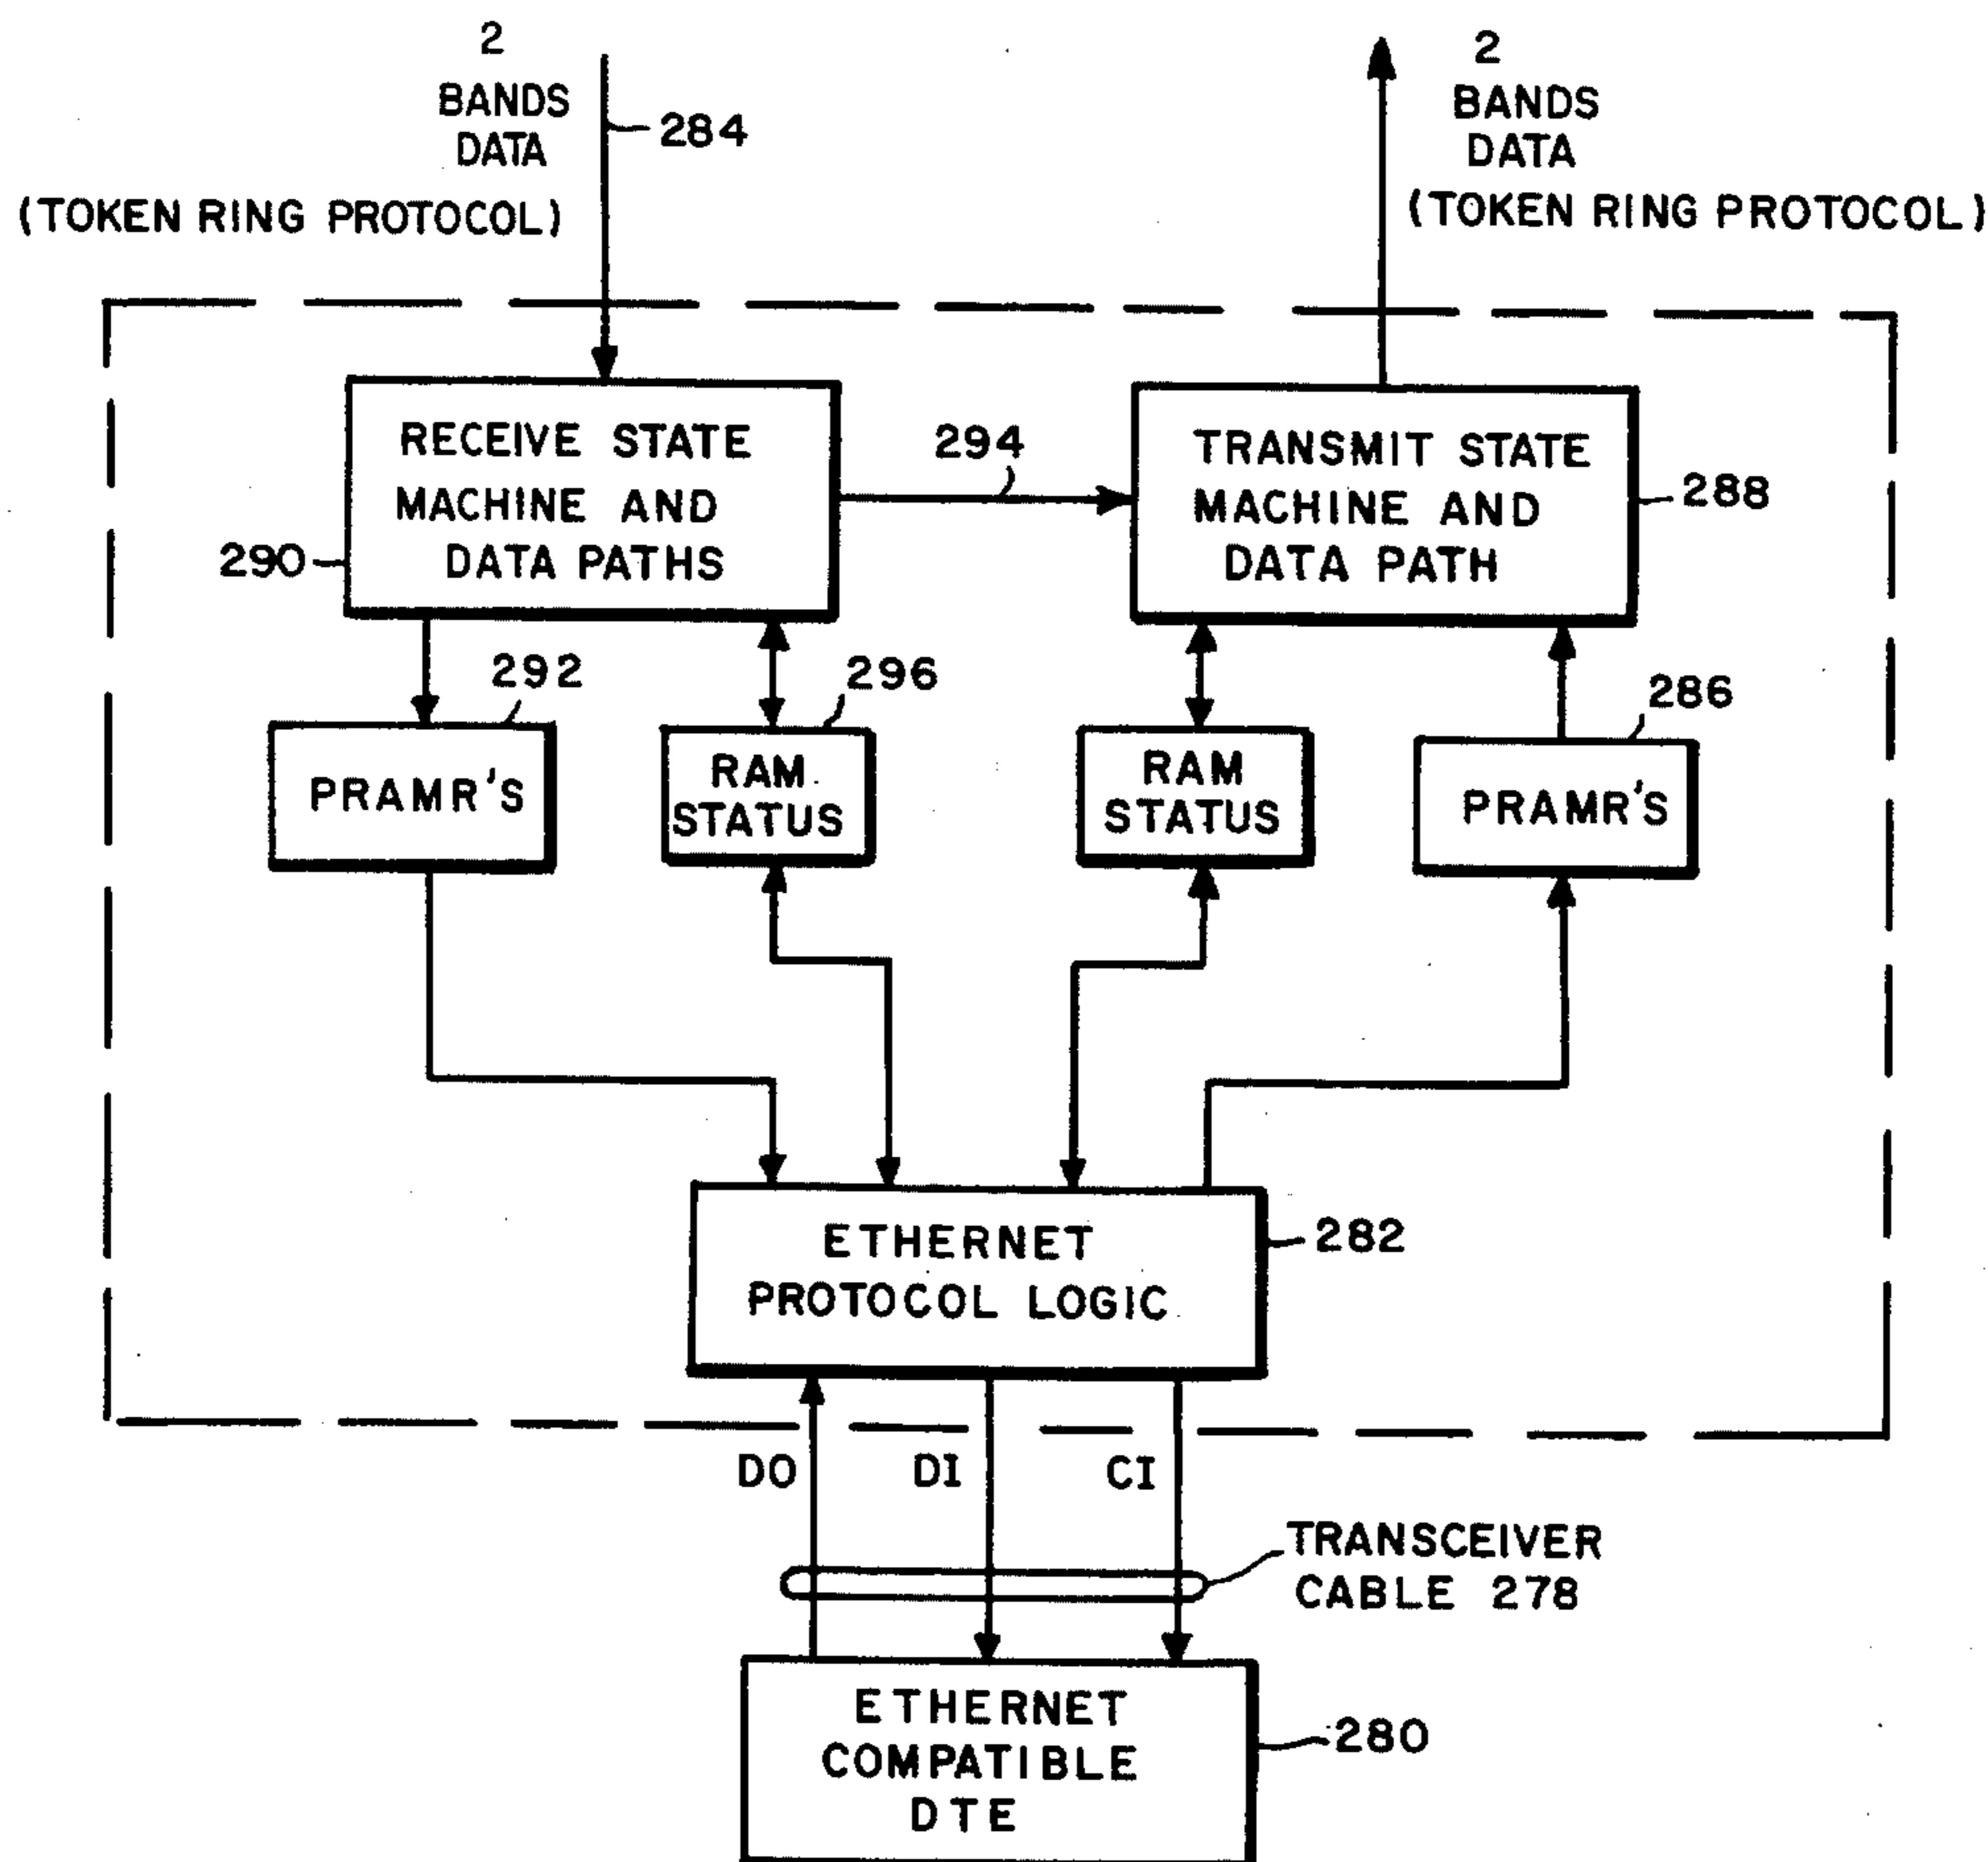 2
BANDS
DATA
(TOKEN RING PROTOCOL)
284
2
BANDS
DATA
(TOKEN RING PROTOCOL)
RECEIVE STATE
MACHINE AND
DATA PATHS
290
294
TRANSMIT STATE
MACHINE AND
DATA PATH
288
292
296
286
PRAMR'S
RAM
STATUS
RAM
STATUS
PRAMR'S
ETHERNET
PROTOCOL LOGIC
282
DO
DI
CI
TRANSCEIVER
CABLE 278
ETHERNET
COMPATIBLE
DTE
280